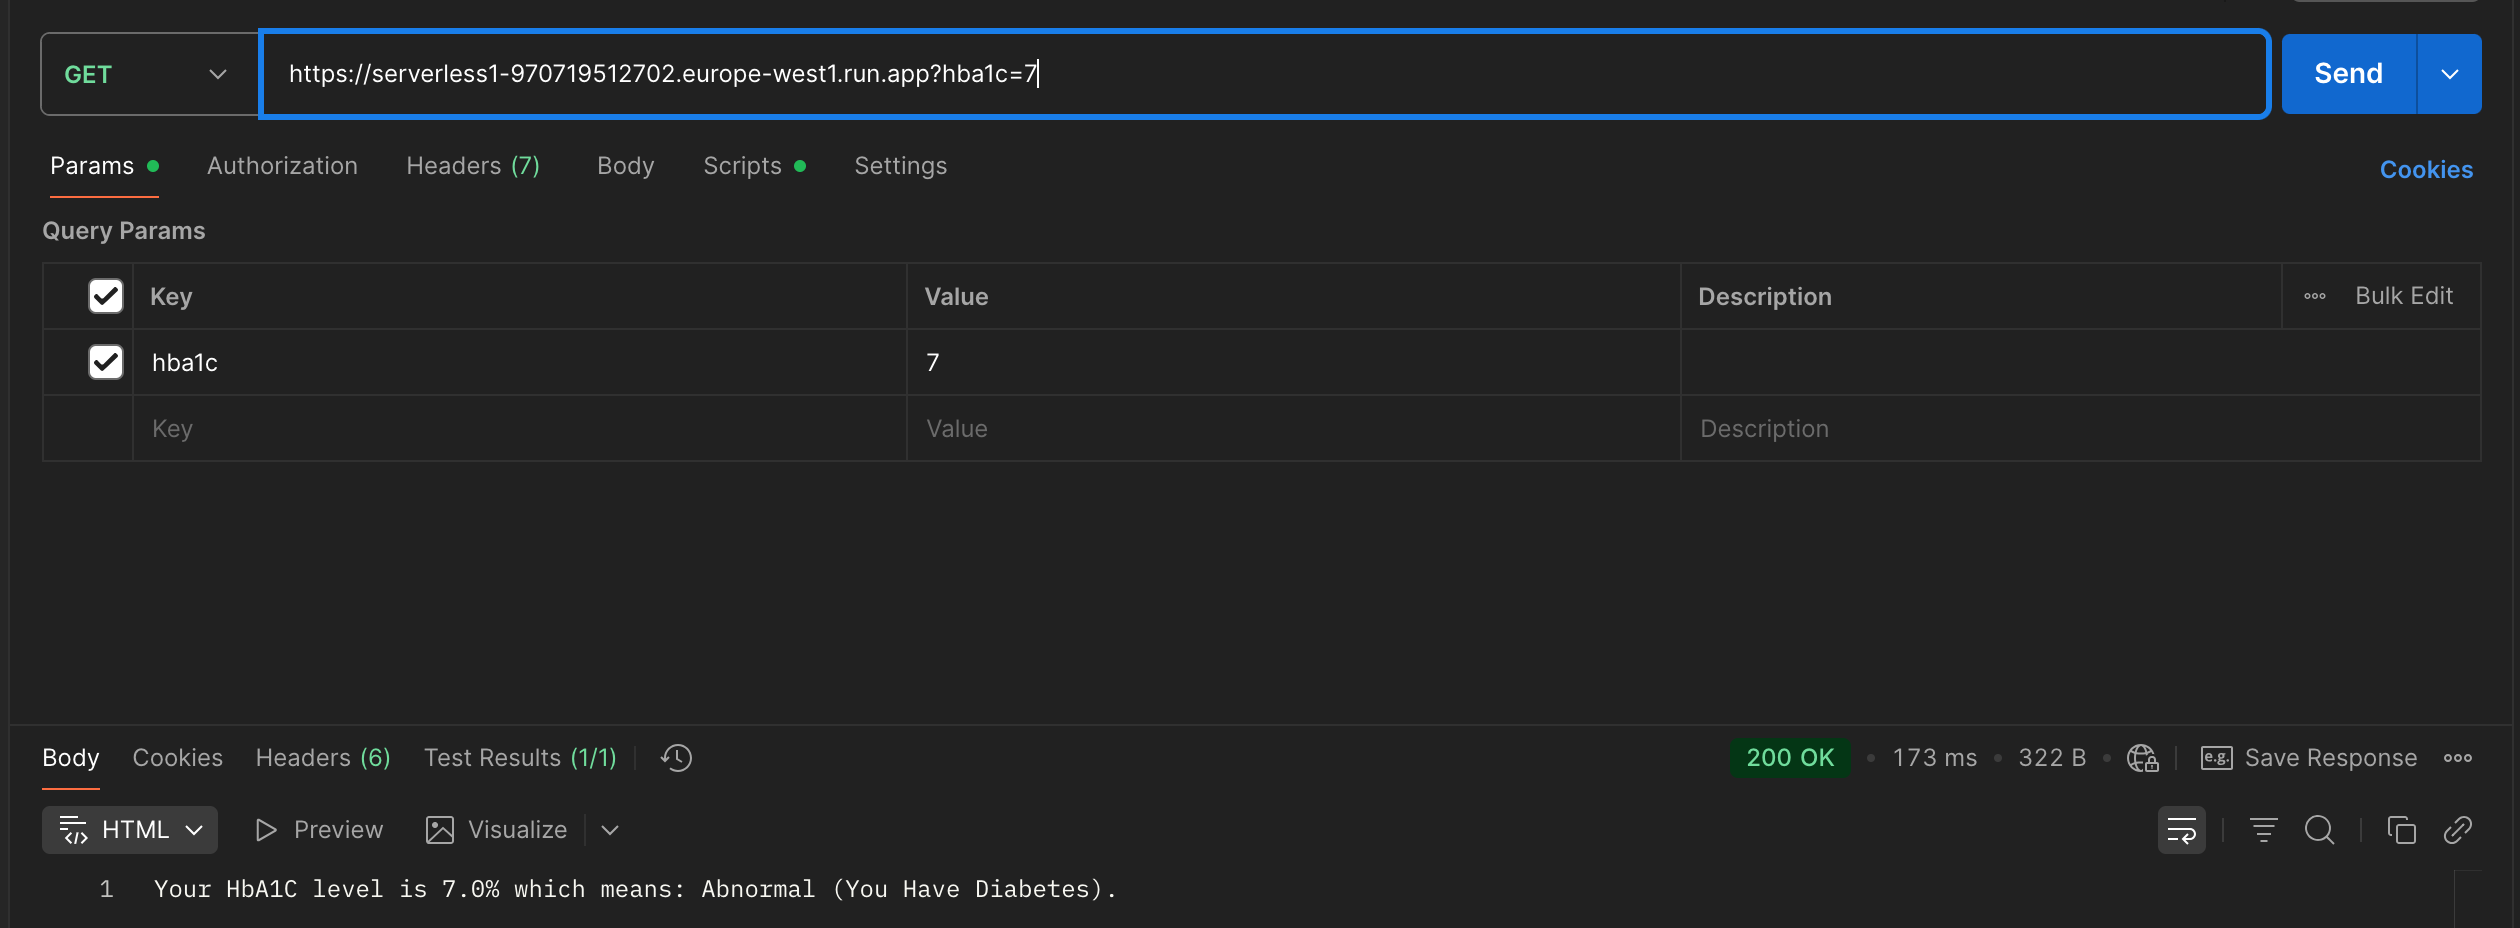 GET https://serverless1-970719512702.europe-west1.run.app?hba1c=7 Send
Params Authorization Headers (7) Body Scripts Settings Cookies
Query Params
Key Value Description Bulk Edit
hba1c 7
Key Value Description
Body Cookies Headers (6) Test Results (1/1) 200 OK 173 ms 322 B e.g. Save Response
HTML Preview Visualize
1 Your HbA1C level is 7.0% which means: Abnormal (You Have Diabetes).